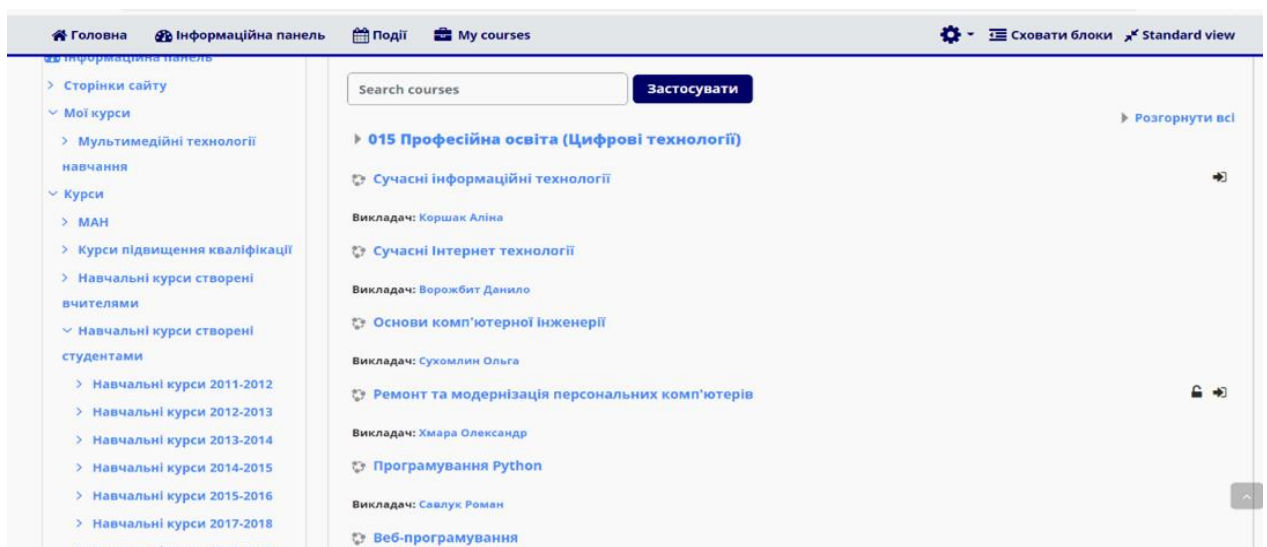 Головна Інформаційна панель Події My courses Сховати блоки Standard view
Інформаційна панель
Сторінки сайту
Мої курси
Мультимедійні технології
навчання
Курси
МАН
Курси підвищення кваліфікації
Навчальні курси створені
вчителями
Навчальні курси створені
студентами
Навчальні курси 2011-2012
Навчальні курси 2012-2013
Навчальні курси 2013-2014
Навчальні курси 2014-2015
Навчальні курси 2015-2016
Навчальні курси 2017-2018
Search courses Застосувати
Розгорнути всі
015 Професійна освіта (Цифрові технології)
Сучасні інформаційні технології
Викладач: Коршак Аліна
Сучасні Інтернет технології
Викладач: Ворожбит Данило
Основи комп'ютерної інженерії
Викладач: Сухомлин Ольга
Ремонт та модернізація персональних комп'ютерів
Викладач: Хмара Олександр
Програмування Python
Викладач: Савлук Роман
Веб-програмування